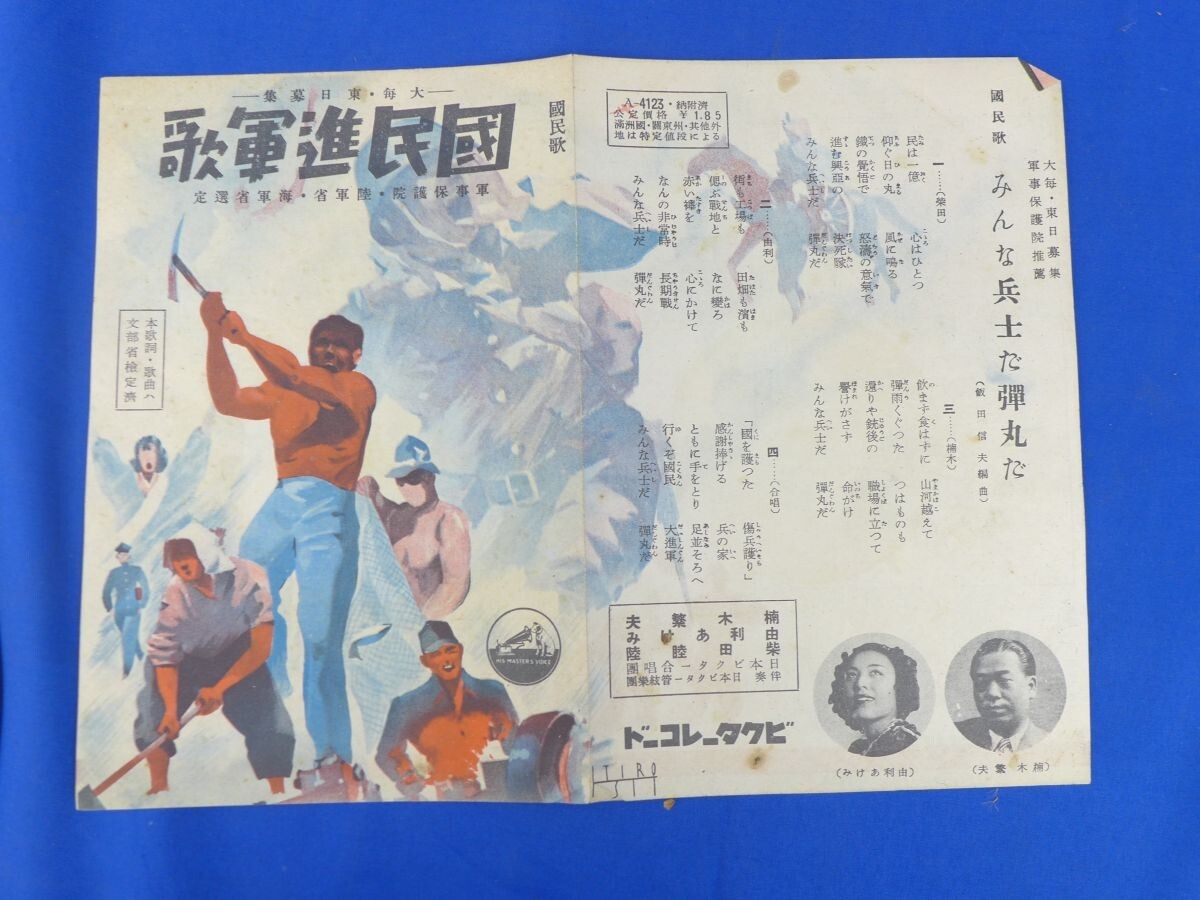 國民歌
—大毎・東日募集—
國民進軍歌
軍事保護院・陸軍省・海軍省選定
本歌詞・歌曲ハ
文部省檢定濟
HIS MASTER'S VOICE
大毎・東日募集
軍事保護院推薦
國民歌 みんな兵士だ彈丸だ
(飯田信夫編曲)
一……(柴田)
民は一億 心はひとつ
仰ぐ日の丸 風に鳴る
鐵の覺悟で 怒濤の意氣で
進む興亞の 決死隊
みんな兵士だ 彈丸だ
二……(由利)
街も工場も 田畑も濱も
偲ぶ戰地と なに變ろ
赤い襷を 心にかけて
なんの非常時 長期戰
みんな兵士だ 彈丸だ
三……(楠木)
飲まず食はずに 山河越えて
彈雨くぐつた つはものも
還りや銃後の 職場に立つて
譽けがさず 命がけ
みんな兵士だ 彈丸だ
四……(合唱)
「國を護つた 傷兵護り」
感謝捧げる 兵の家
ともに手をとり 足並そろへ
行くぞ國民 大進軍
みんな兵士だ 彈丸だ
A-4123・納附濟
公定價格 ¥1.85
滿洲國・關東州・其他外
地は特定値段による
楠木繁夫
由利あけみ
柴田睦陸
日本ビクター合唱團
伴奏 日本ビクター管絃樂團
ビクターレコード
(由利あけみ)
(楠木繁夫)